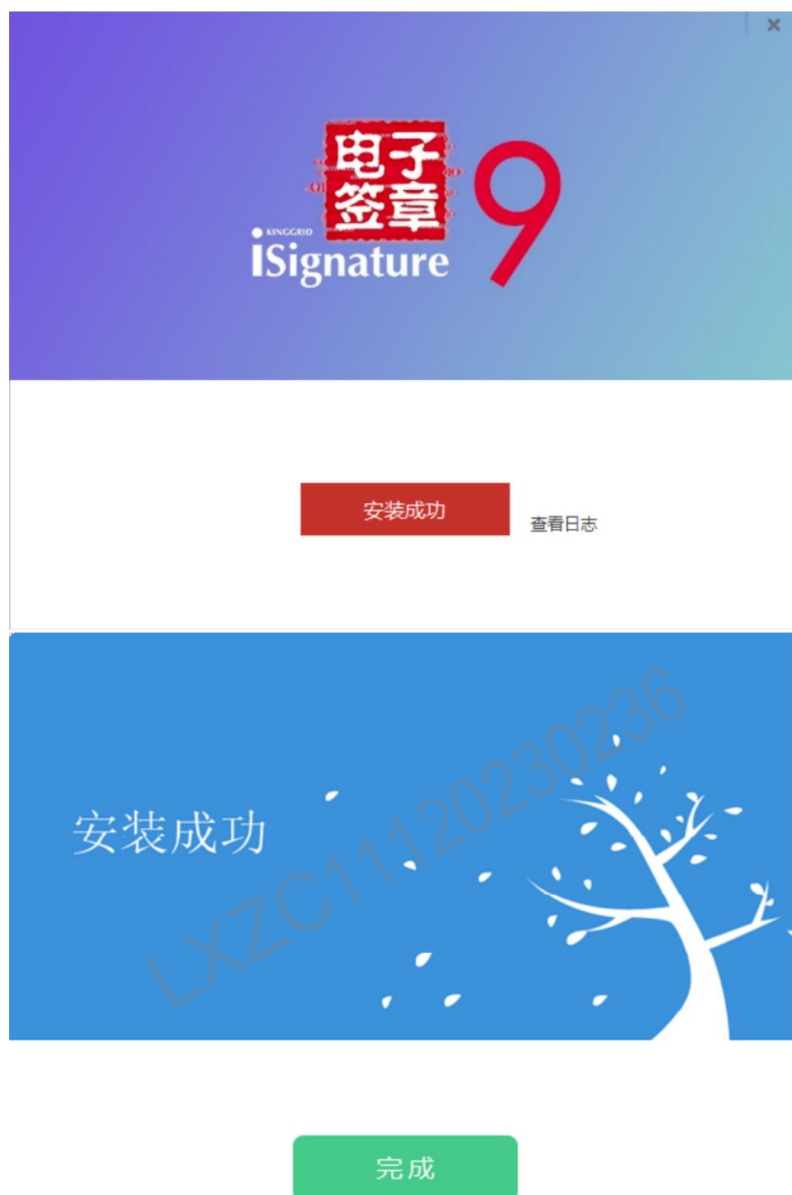 电子
签章
9
KINGGRID
iSignature
安装成功
查看日志
安装成功
LXZC11120230236
完成